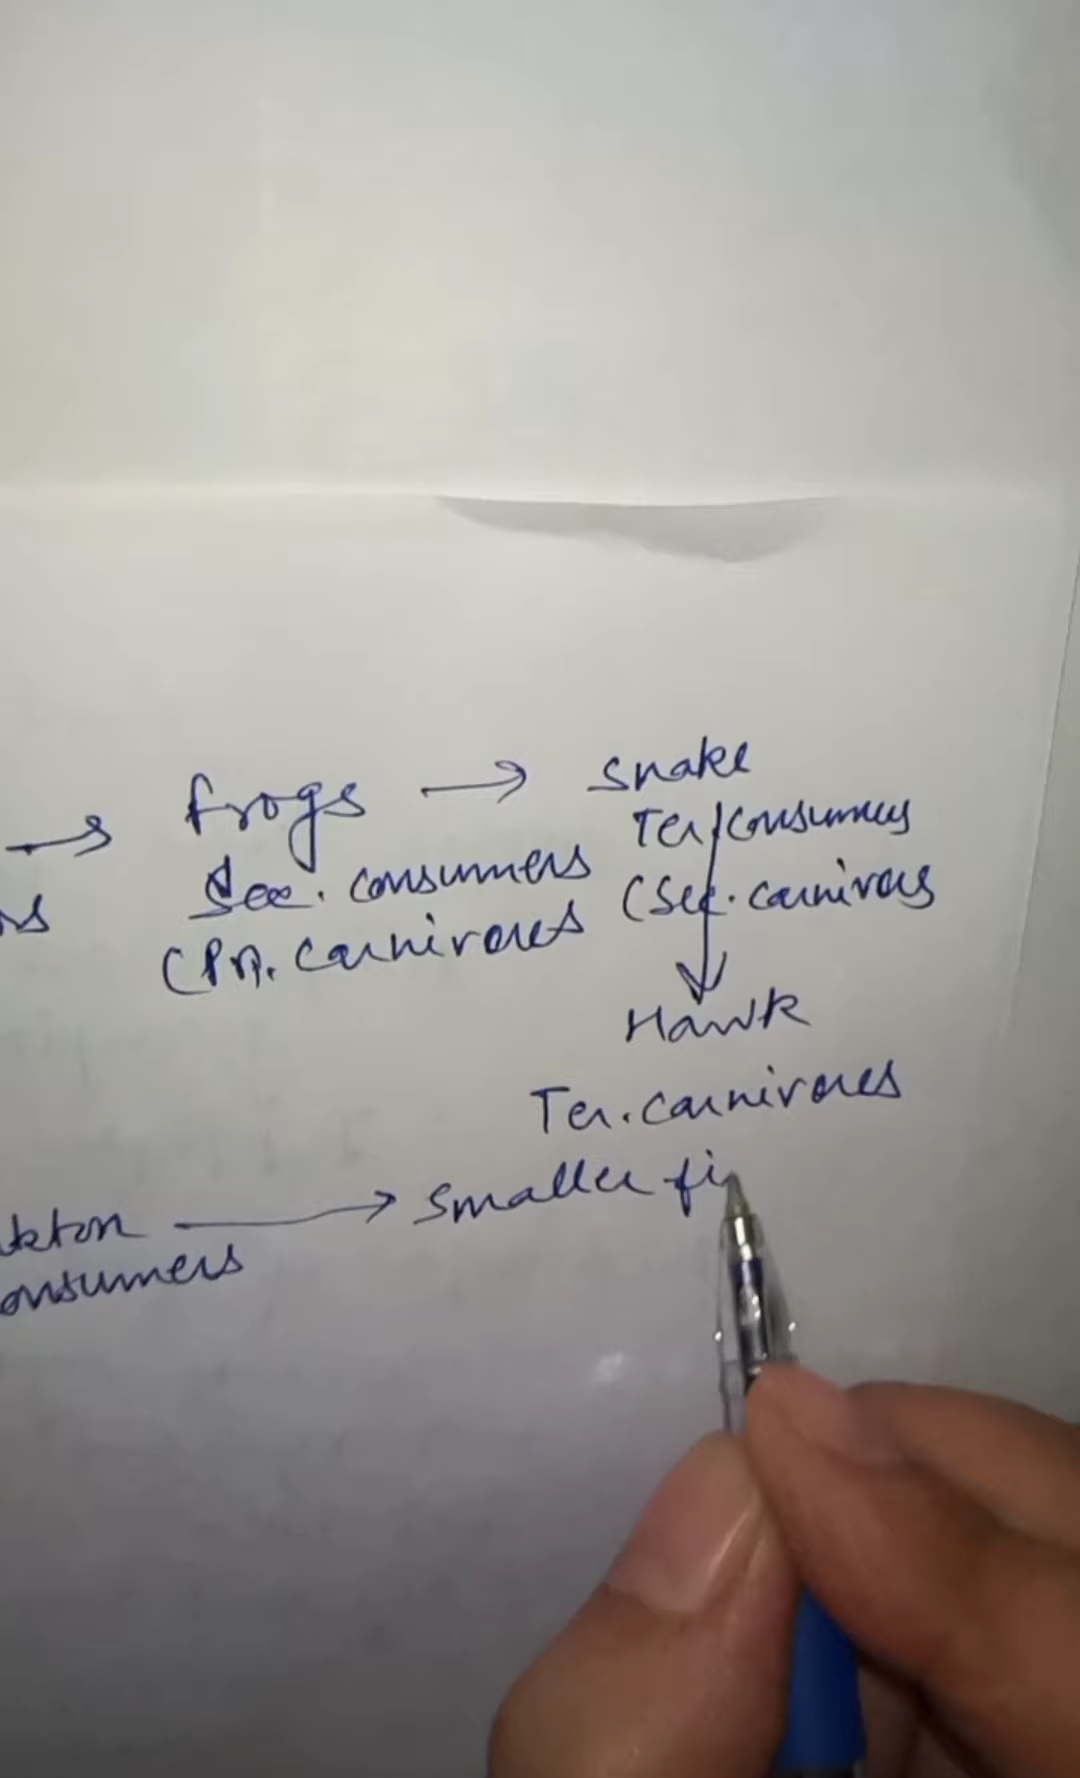 → frogs → snake
Sec. consumers Ter. consumers
(Pr. carnivores (Sec. carnivores
Hawk
Ter. carnivores
→ smaller fi
onsumers